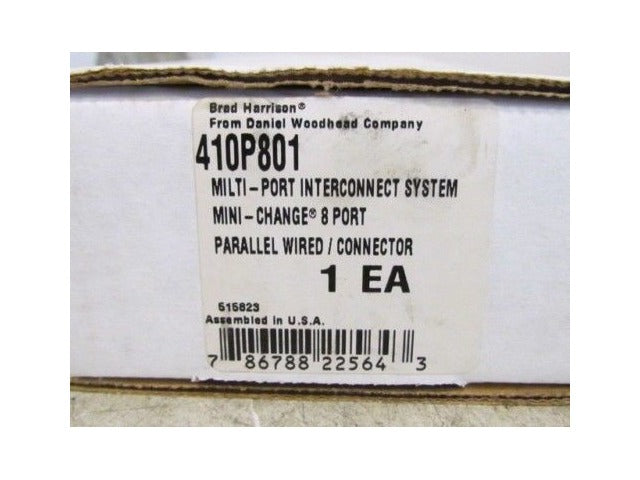 Brad Harrison®
From Daniel Woodhead Company
410P801
MILTI-PORT INTERCONNECT SYSTEM
MINI-CHANGE® 8 PORT
PARALLEL WIRED / CONNECTOR
1 EA
515823
Assembled in U.S.A.
7 86788 22564 3